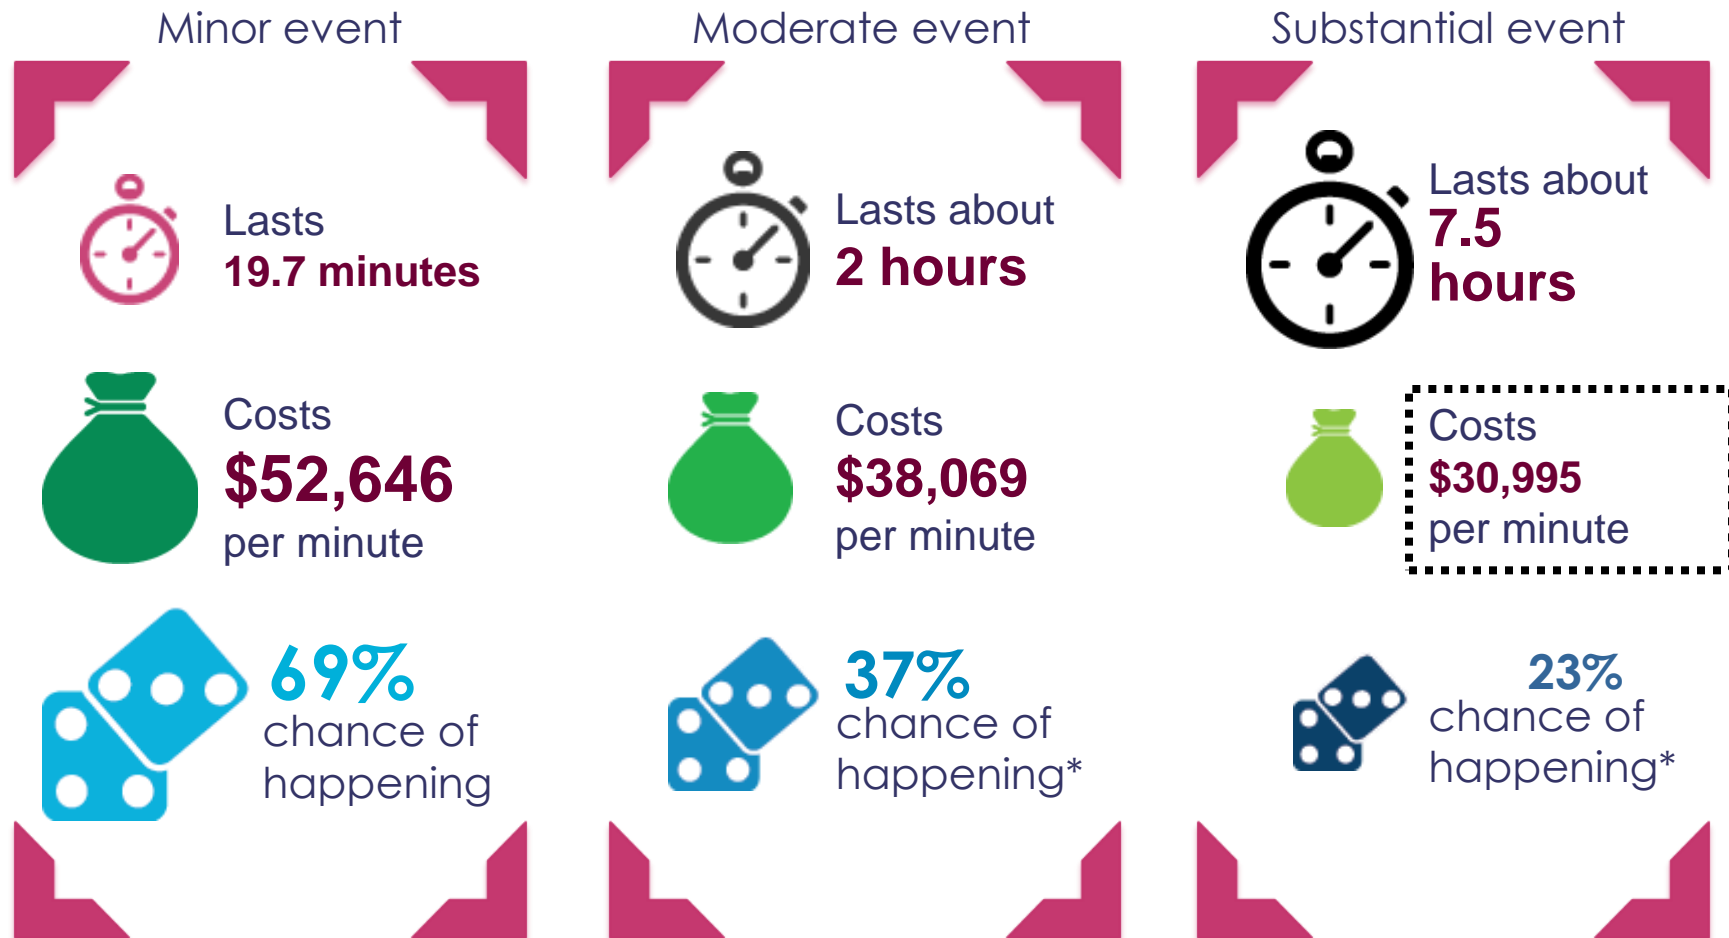 Minor event
Lasts
19.7 minutes
Costs
$52,646
per minute
69%
chance of
happening
Moderate event
Lasts about
2 hours
Costs
$38,069
per minute
37%
chance of
happening*
Substantial event
Lasts about
7.5
hours
Costs
$30,995
per minute
23%
chance of
happening*